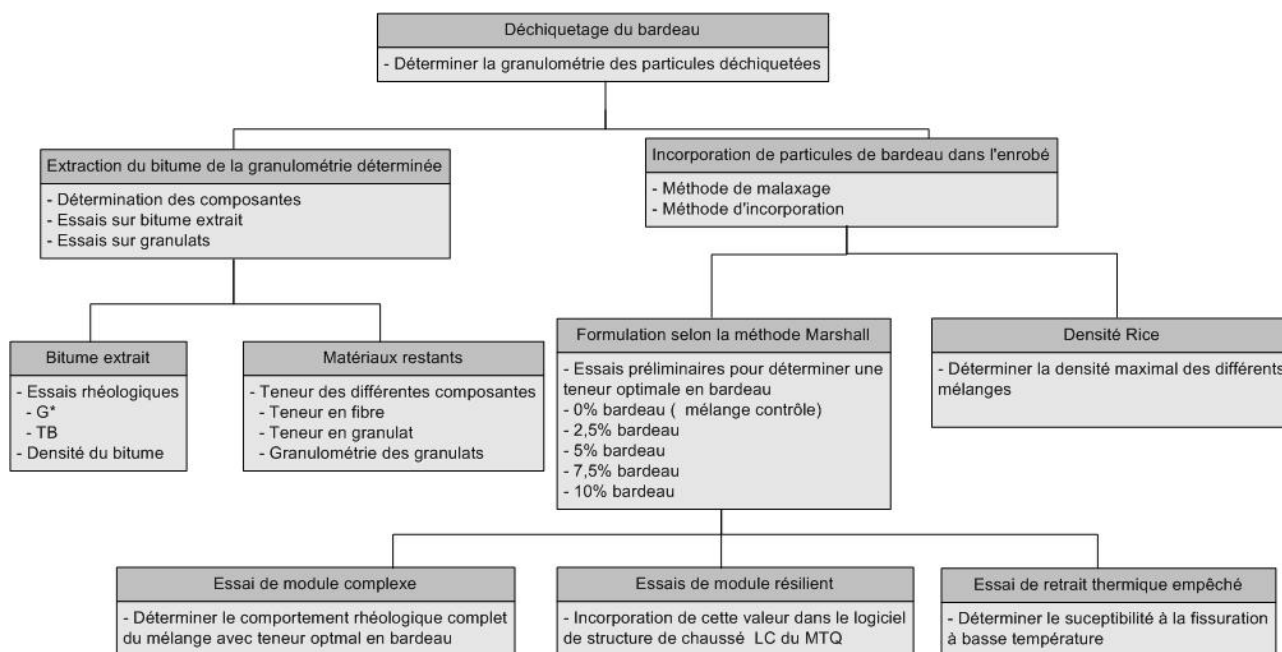 Déchiquetage du bardeau
- Déterminer la granulométrie des particules déchiquetées
Extraction du bitume de la granulométrie déterminée
- Détermination des composantes
- Essais sur bitume extrait
- Essais sur granulats
Incorporation de particules de bardeau dans l'enrobé
- Méthode de malaxage
- Méthode d'incorporation
Bitume extrait
- Essais rhéologiques
- G*
- TB
- Densité du bitume
Matériaux restants
- Teneur des différentes composantes
- Teneur en fibre
- Teneur en granulat
- Granulométrie des granulats
Formulation selon la méthode Marshall
- Essais préliminaires pour déterminer une
teneur optimale en bardeau
- 0% bardeau ( mélange contrôle)
- 2,5% bardeau
- 5% bardeau
- 7,5% bardeau
- 10% bardeau
Densité Rice
- Déterminer la densité maximal des différents
mélanges
Essai de module complexe
- Déterminer le comportement rhéologique complet
du mélange avec teneur optmal en bardeau
Essais de module résilient
- Incorporation de cette valeur dans le logiciel
de structure de chaussé LC du MTQ
Essai de retrait thermique empêché
- Déterminer le suceptibilité à la fissuration
à basse température